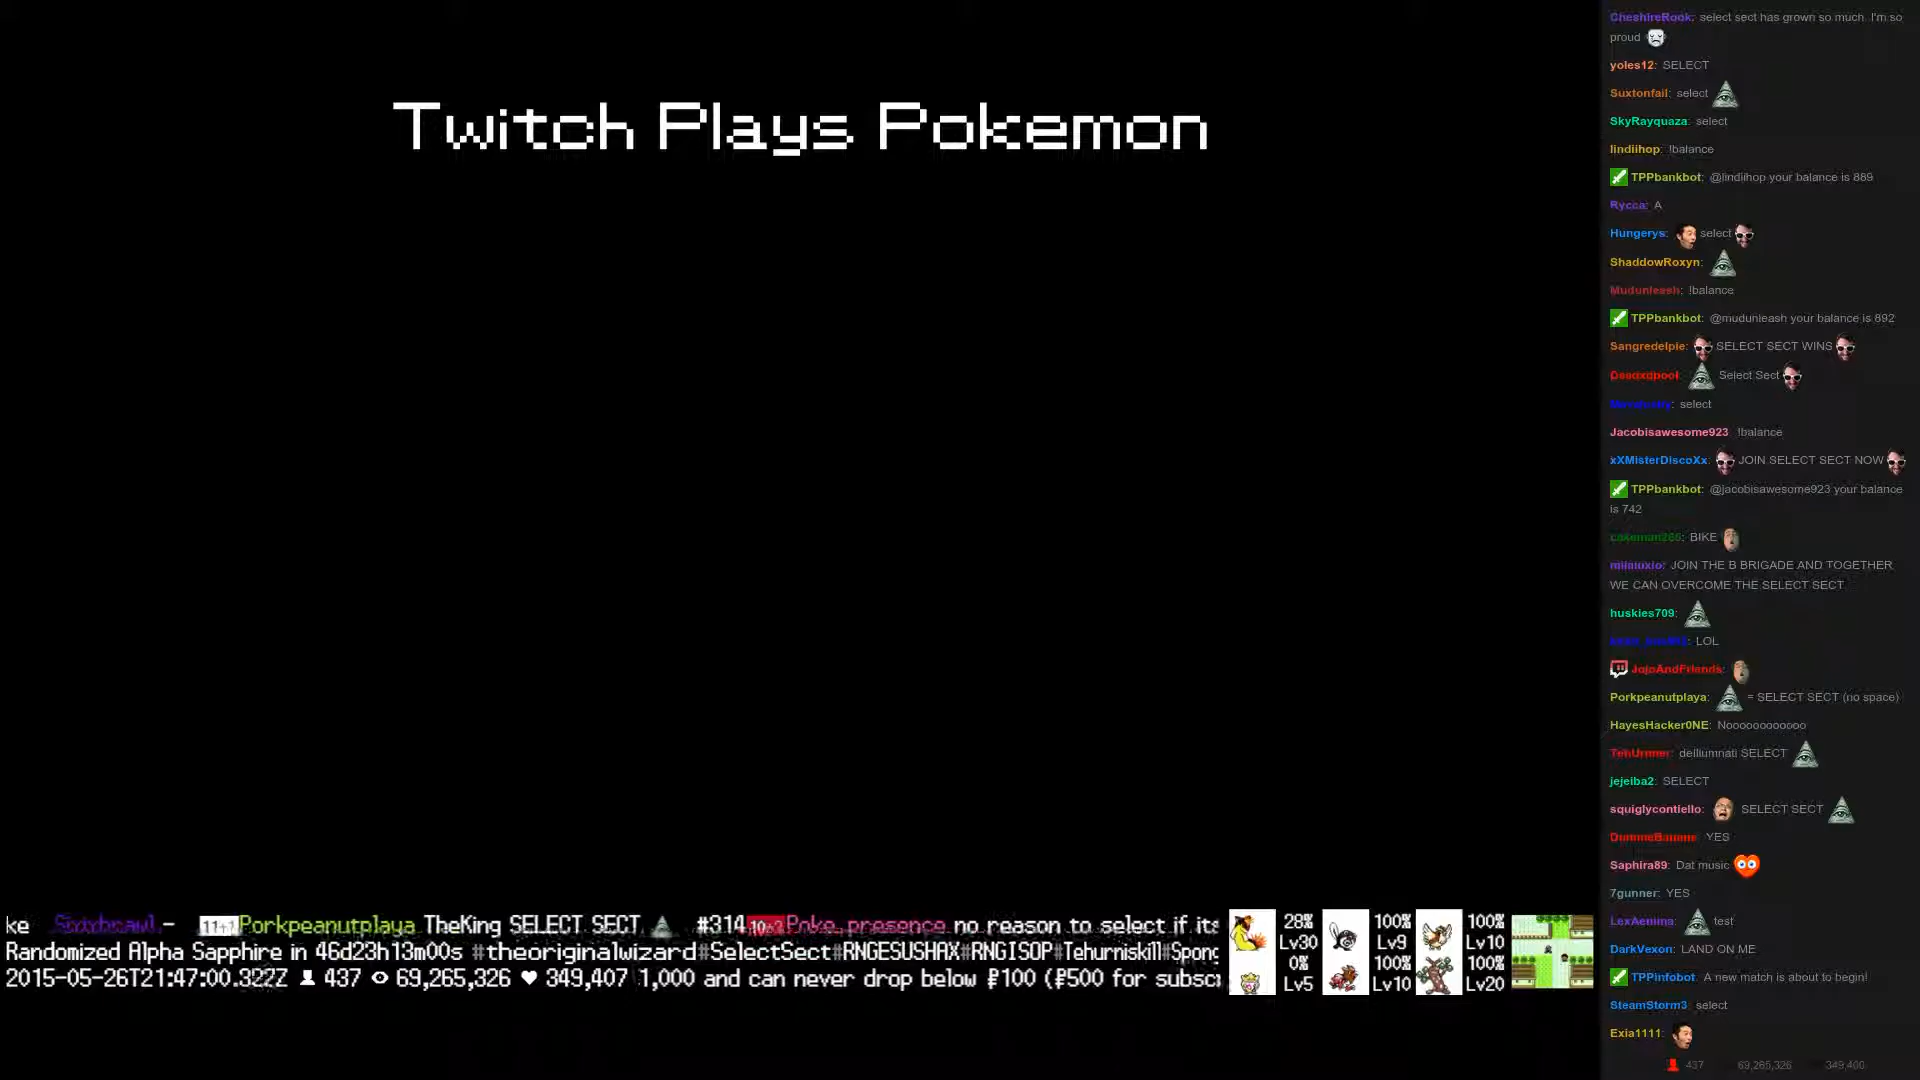 Twitch Plays Pokemon
CheshireRook: select sect has grown so much. I'm so
proud
yoles12: SELECT
Suxtonfail: select
SkyRayquaza: select
lindiihop: !balance
TPPbankbot: @lindiihop your balance is 889
Rycca: A
Hungerys: select
ShaddowRoxyn:
Mudunleash: !balance
TPPbankbot: @mudunleash your balance is 892
Sangredelpie: SELECT SECT WINS
Deadxdpool: Select Sect
select
Jacobisawesome923: !balance
xXMisterDiscoXx: JOIN SELECT SECT NOW
TPPbankbot: @jacobisawesome923 your balance
is 742
cakeman265: BIKE
JOIN THE B BRIGADE AND TOGETHER
WE CAN OVERCOME THE SELECT SECT
huskies709:
LOL
JojoAndFriends:
Porkpeanutplaya: = SELECT SECT (no space)
HayesHacker0NE: Nooooooooooo
TehUrnner: deillumnati SELECT
jejeiba2: SELECT
squiglycontiello: SELECT SECT
YES
Saphira89: Dat music
7gunner: YES
LexAenima: test
DarkVexon: LAND ON ME
TPPinfobot: A new match is about to begin!
SteamStorm3: select
Exia1111:
437 69,265,326 349,400
ke Sixixbrawl - 11+1 Porkpeanutplaya TheKing SELECT SECT #314 Poke_presence no reason to select if its
Randomized Alpha Sapphire in 46d23h13m00s #theoriginalwizard#SelectSect#RNGESUSHAX#RNGISOP#Tehurniskill#Spong
2015-05-26T21:47:00.322Z 437 69,265,326 349,407 1,000 and can never drop below ₽100 (₽500 for subsc
28% 100% 100%
Lv30 Lv9 Lv10
0% 100% 100%
Lv5 Lv10 Lv20